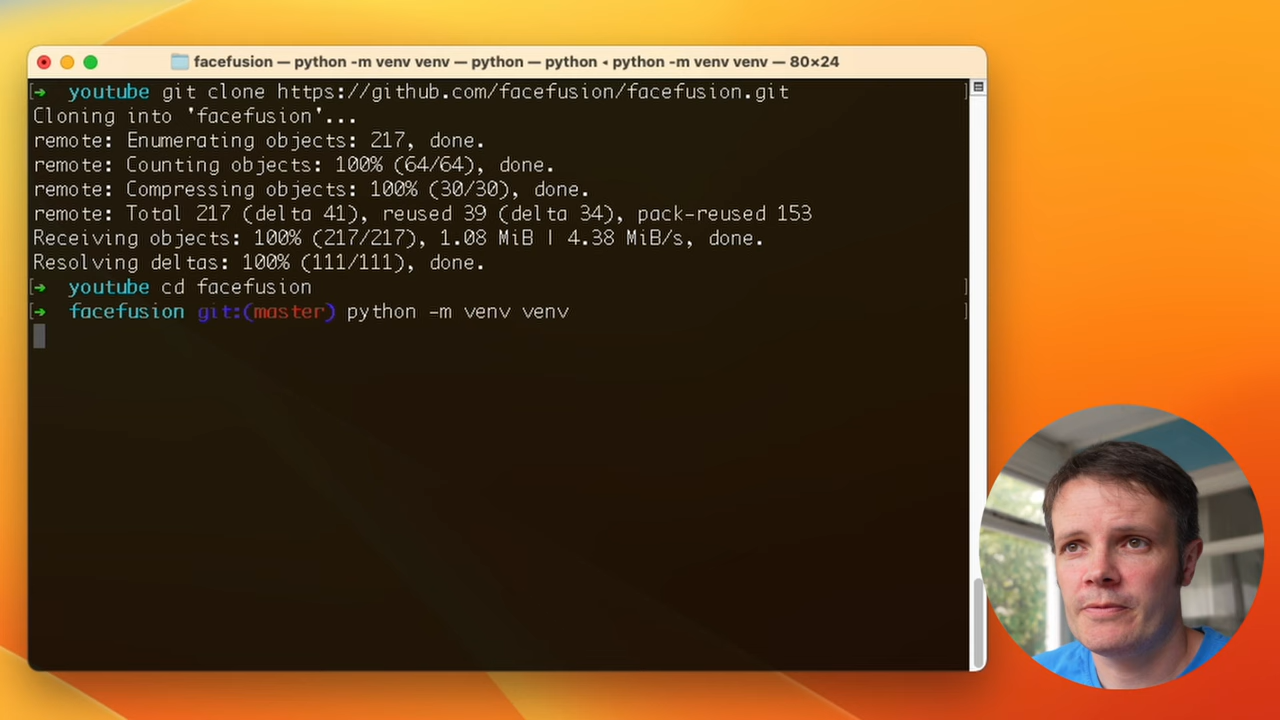 facefusion — python -m venv venv — python — python ◂ python -m venv venv — 80×24
[➜  youtube git clone https://github.com/facefusion/facefusion.git ]
Cloning into 'facefusion'...
remote: Enumerating objects: 217, done.
remote: Counting objects: 100% (64/64), done.
remote: Compressing objects: 100% (30/30), done.
remote: Total 217 (delta 41), reused 39 (delta 34), pack-reused 153
Receiving objects: 100% (217/217), 1.08 MiB | 4.38 MiB/s, done.
Resolving deltas: 100% (111/111), done.
[➜  youtube cd facefusion ]
[➜  facefusion git:(master) python -m venv venv ]